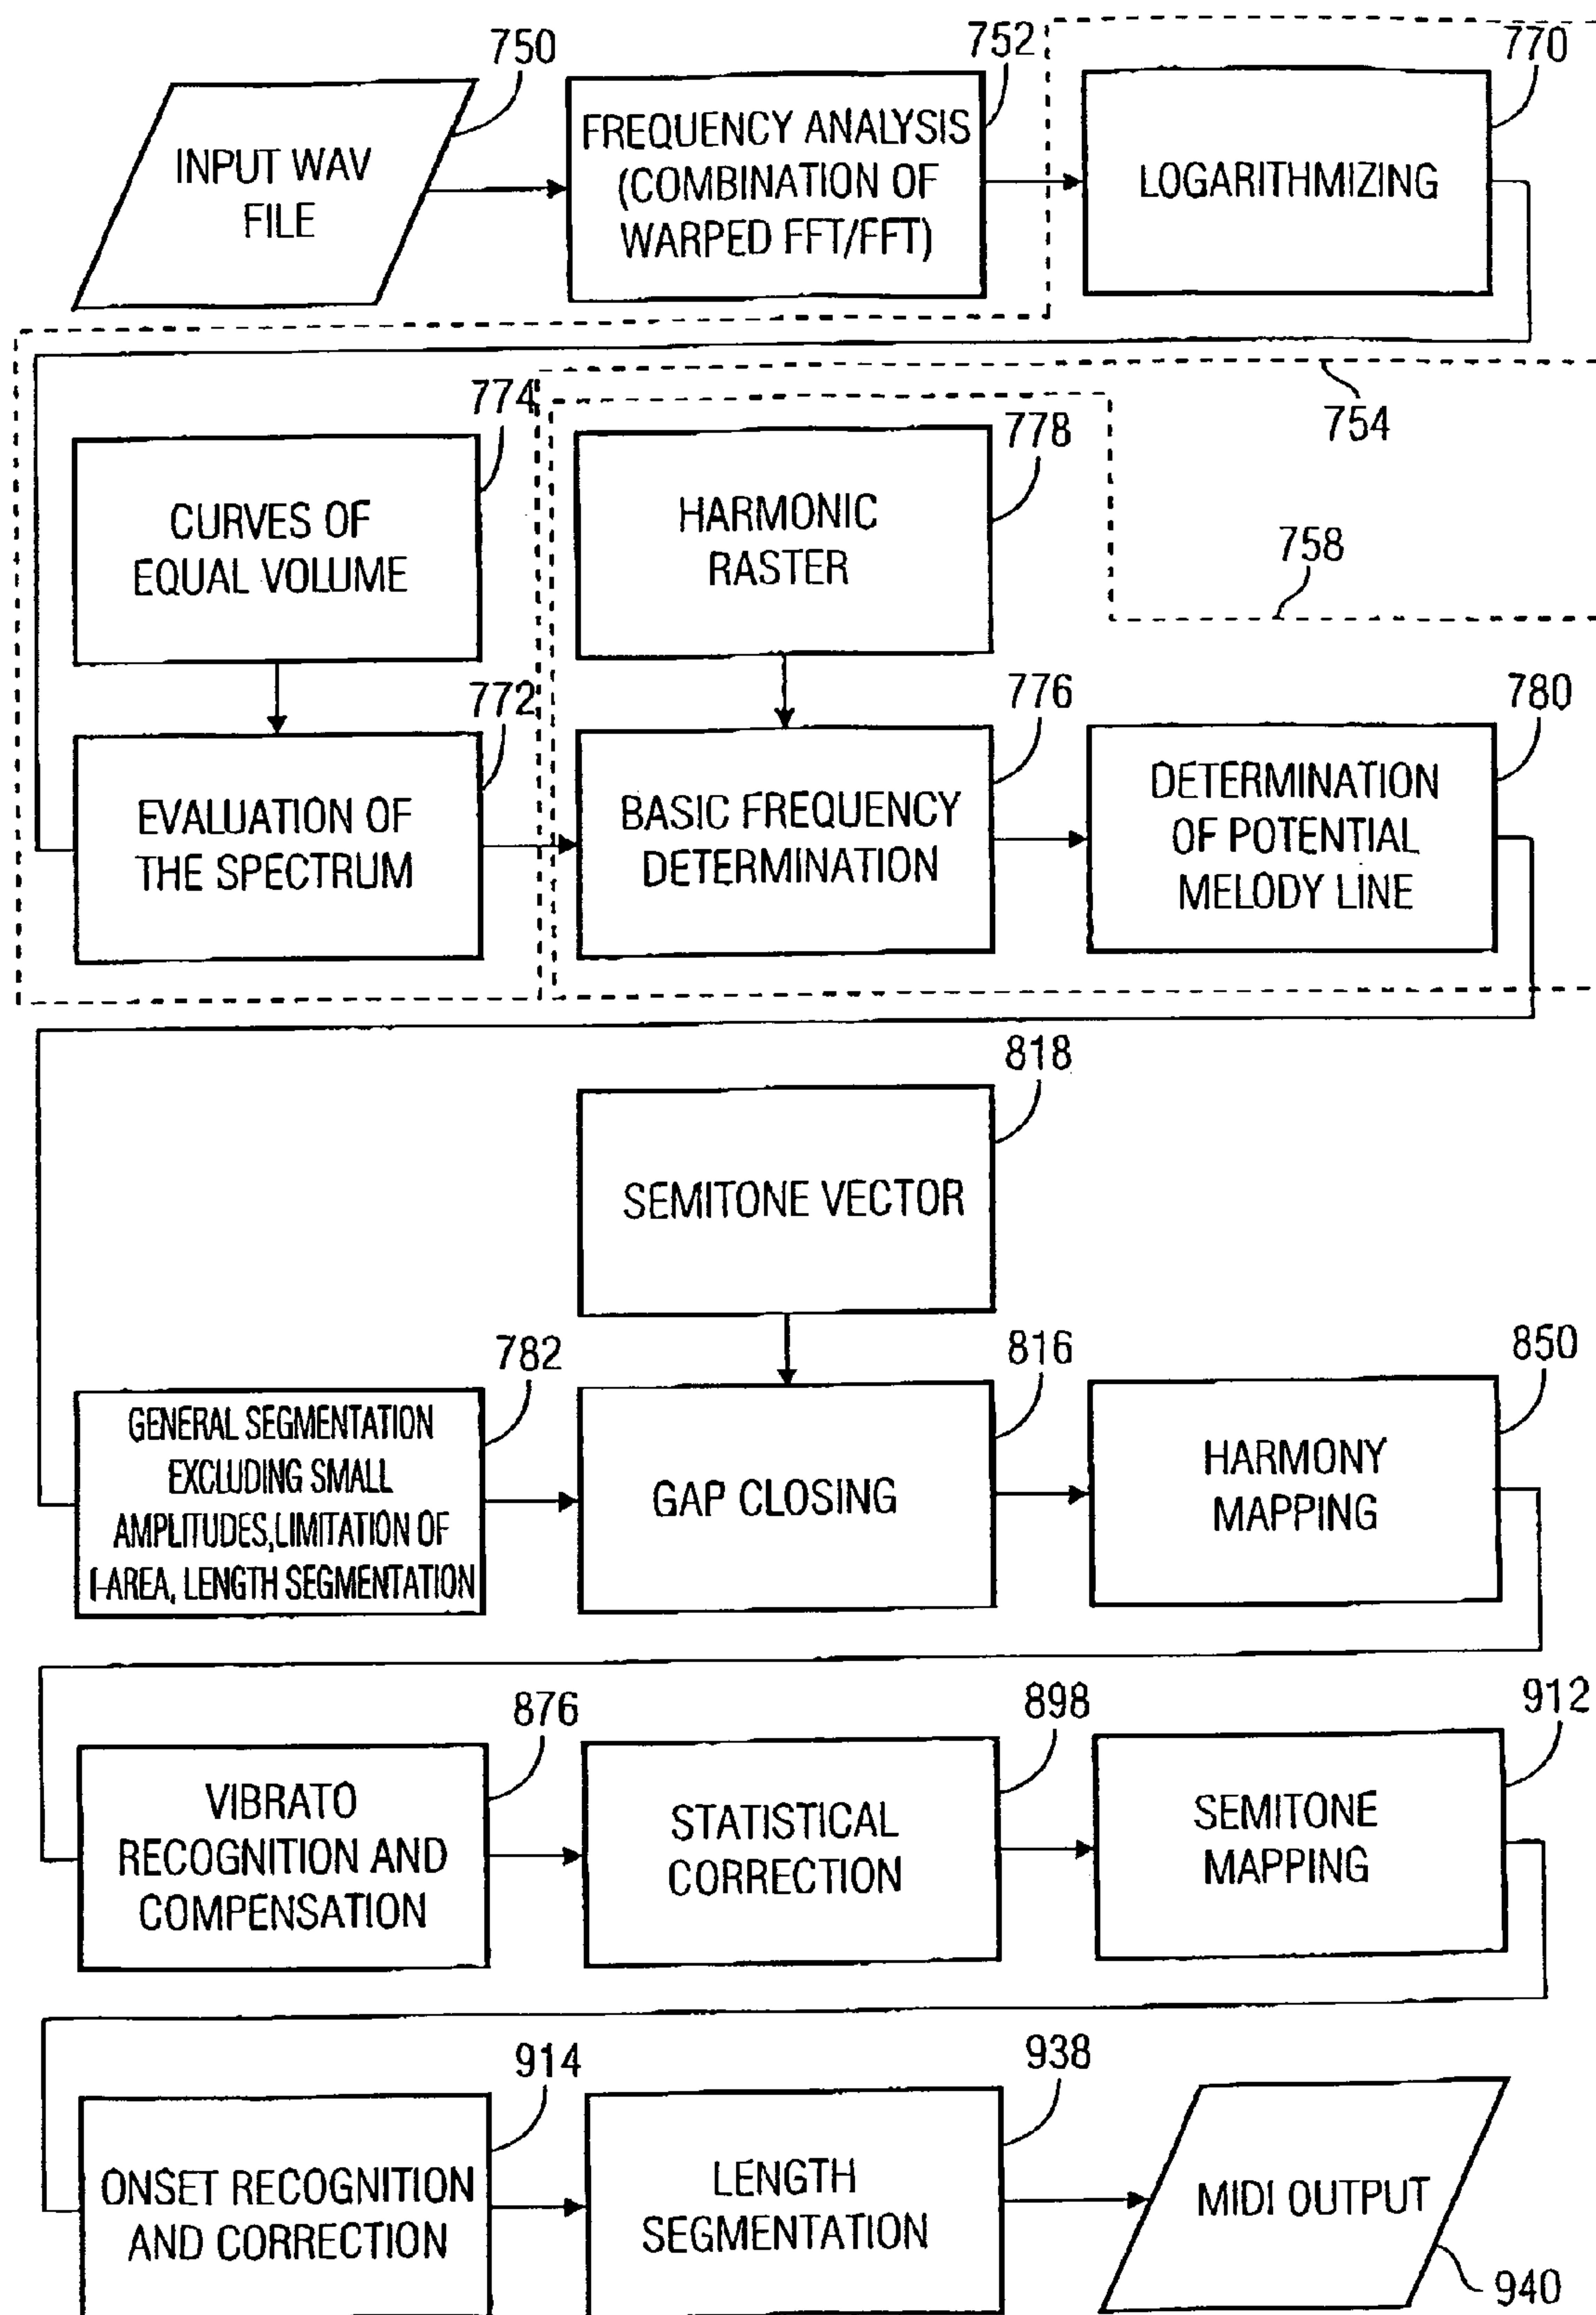 750
752
770
INPUT WAV
FILE
FREQUENCY ANALYSIS
(COMBINATION OF
WARPED FFT/FFT)
LOGARITHMIZING
774
778
754
CURVES OF
EQUAL VOLUME
HARMONIC
RASTER
758
772
776
780
EVALUATION OF
THE SPECTRUM
BASIC FREQUENCY
DETERMINATION
DETERMINATION
OF POTENTIAL
MELODY LINE
818
SEMITONE VECTOR
782
816
850
GENERAL SEGMENTATION
EXCLUDING SMALL
AMPLITUDES,LIMITATION OF
I-AREA, LENGTH SEGMENTATION
GAP CLOSING
HARMONY
MAPPING
876
898
912
VIBRATO
RECOGNITION AND
COMPENSATION
STATISTICAL
CORRECTION
SEMITONE
MAPPING
914
938
ONSET RECOGNITION
AND CORRECTION
LENGTH
SEGMENTATION
MIDI OUTPUT
940